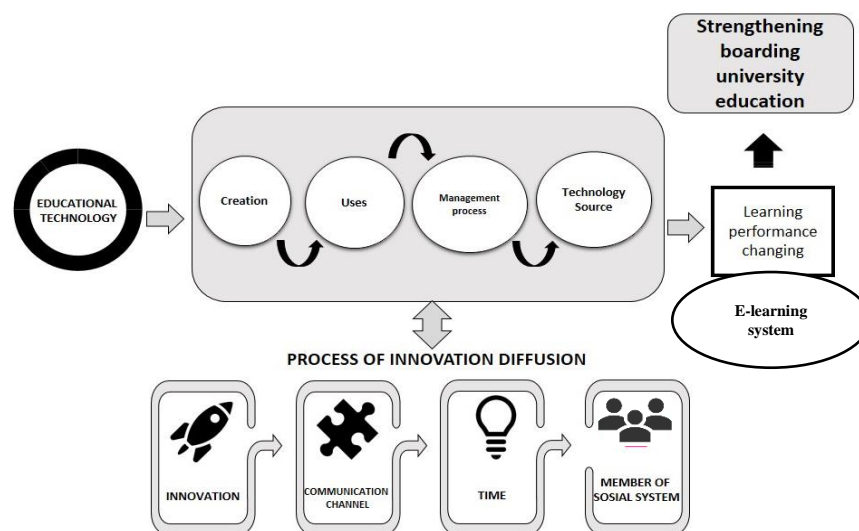 Strengthening
boarding
university
education
EDUCATIONAL
TECHNOLOGY
Creation
Uses
Management
process
Technology
Source
Learning
performance
changing
E-learning
system
PROCESS OF INNOVATION DIFFUSION
INNOVATION
COMMUNICATION
CHANNEL
TIME
MEMBER OF
SOSIAL SYSTEM